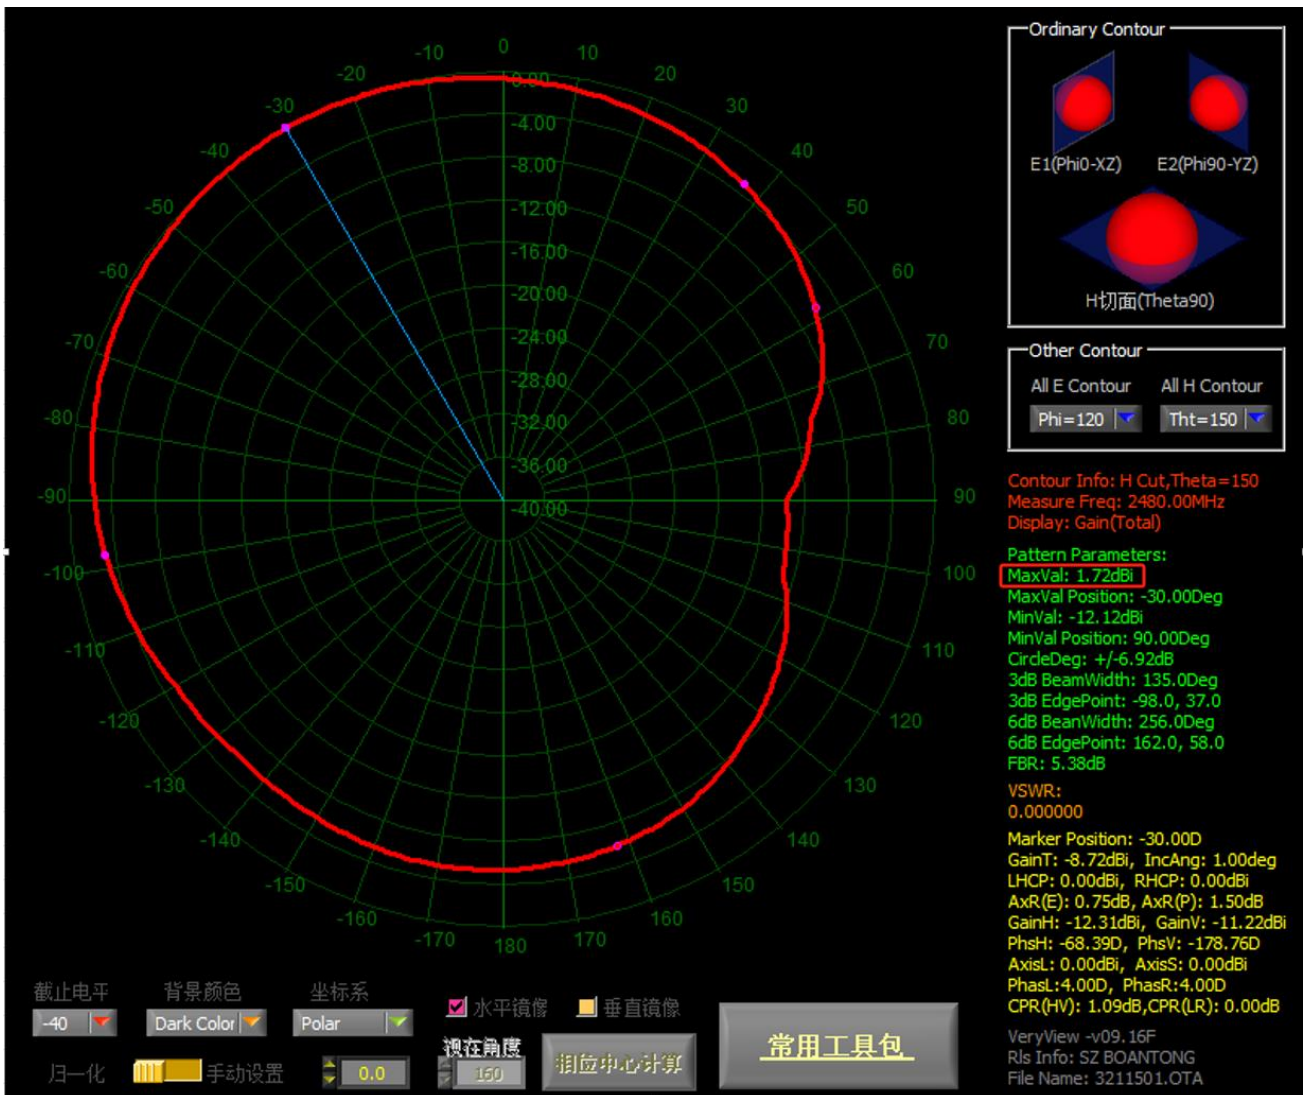 Ordinary Contour
E1(Phi0-XZ) E2(Phi90-YZ)
H切面(Theta90)
Other Contour
All E Contour All H Contour
Phi=120 Tht=150
Contour Info: H Cut,Theta=150
Measure Freq: 2480.00MHz
Display: Gain(Total)
Pattern Parameters:
MaxVal: 1.72dBi
MaxVal Position: -30.00Deg
MinVal: -12.12dBi
MinVal Position: 90.00Deg
CircleDeg: +/-6.92dB
3dB BeamWidth: 135.0Deg
3dB EdgePoint: -98.0, 37.0
6dB BeanWidth: 256.0Deg
6dB EdgePoint: 162.0, 58.0
FBR: 5.38dB
VSWR:
0.000000
Marker Position: -30.00D
GainT: -8.72dBi, IncAng: 1.00deg
LHCP: 0.00dBi, RHCP: 0.00dBi
AxR(E): 0.75dB, AxR(P): 1.50dB
GainH: -12.31dBi, GainV: -11.22dBi
PhsH: -68.39D, PhsV: -178.76D
AxisL: 0.00dBi, AxisS: 0.00dBi
PhasL:4.00D, PhasR:4.00D
CPR(HV): 1.09dB,CPR(LR): 0.00dB
VeryView -v09.16F
Rls Info: SZ BOANTONG
File Name: 3211501.OTA
0
-10 10
-20 20
-30 30
-40 40
-50 50
-60 60
-70 70
-80 80
-90 90
-100 100
-110 110
-120 120
-130 130
-140 140
-150 150
-160 160
-170 170
180
0.00
-4.00
-8.00
-12.00
-16.00
-20.00
-24.00
-28.00
-32.00
-36.00
-40.00
截止电平 背景颜色 坐标系
-40 Dark Color Polar
水平镜像 垂直镜像
归一化 手动设置 0.0
视在角度
160
相位中心计算
常用工具包